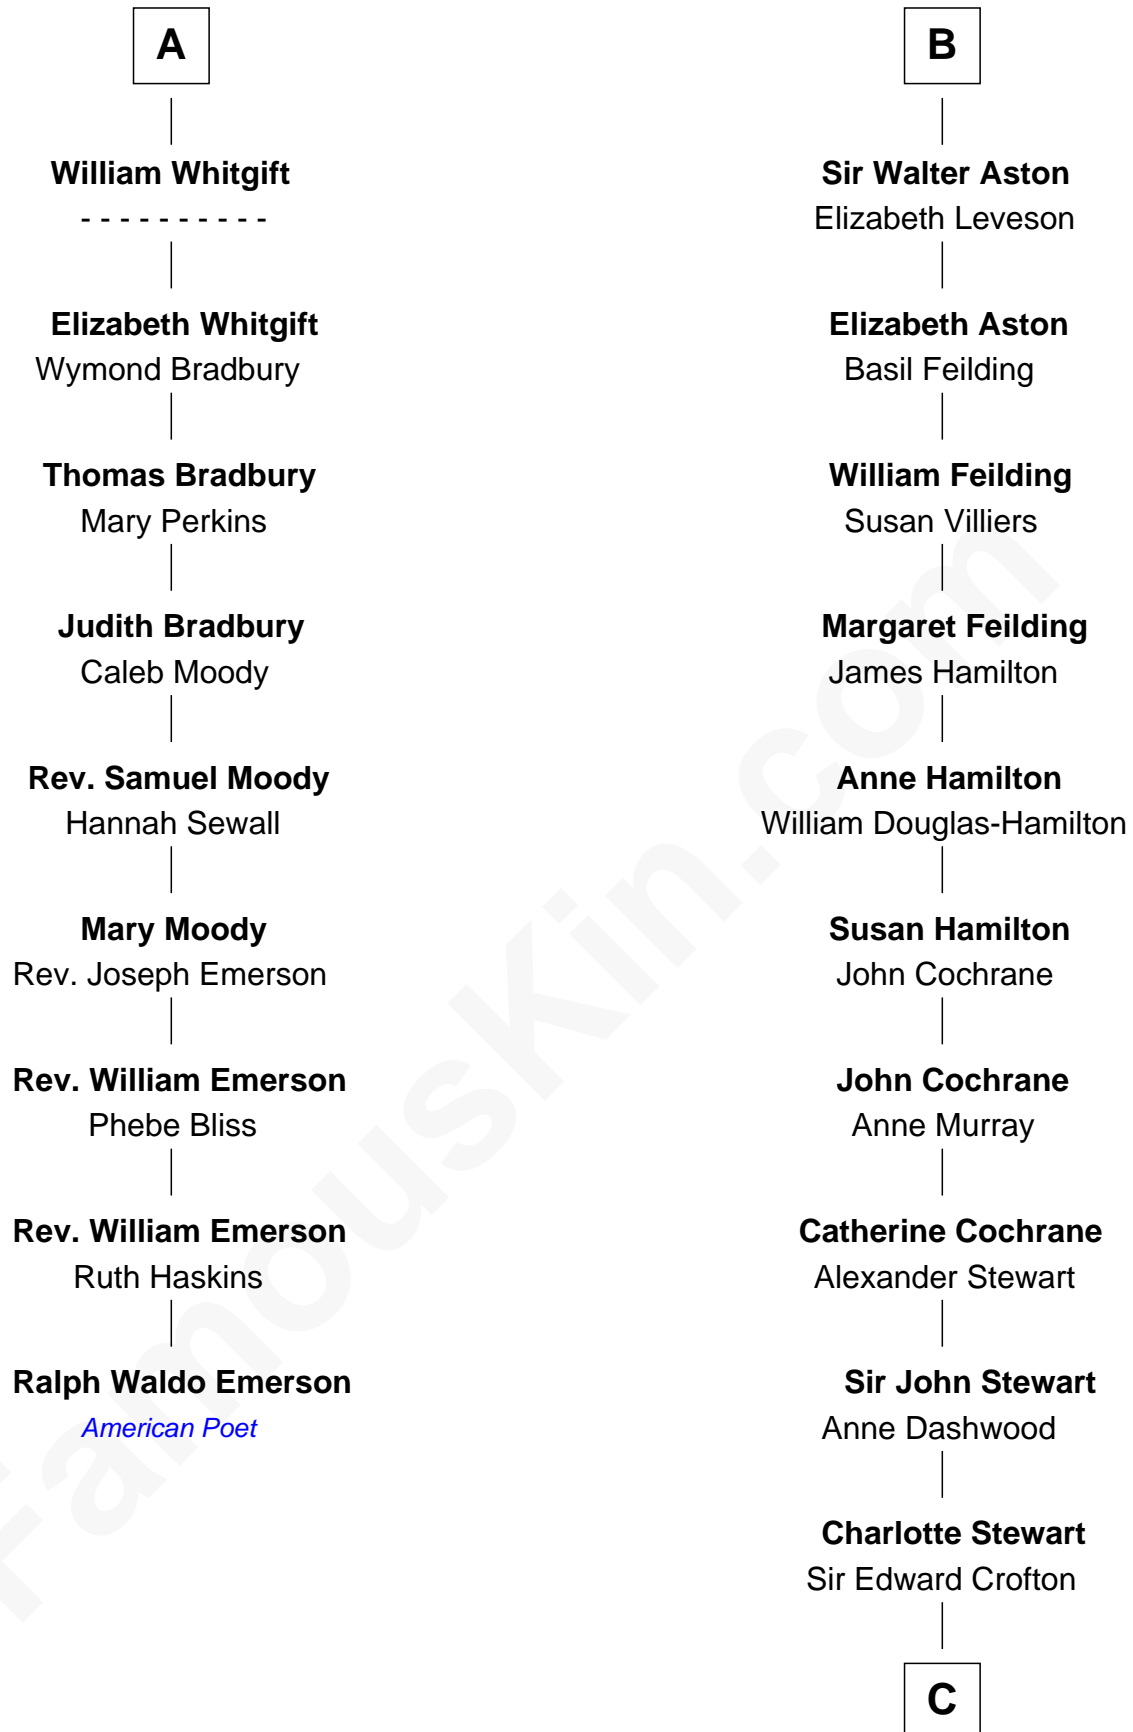 A
William Whitgift
- - - - - - - - - -
Elizabeth Whitgift
Wymond Bradbury
Thomas Bradbury
Mary Perkins
Judith Bradbury
Caleb Moody
Rev. Samuel Moody
Hannah Sewall
Mary Moody
Rev. Joseph Emerson
Rev. William Emerson
Phebe Bliss
Rev. William Emerson
Ruth Haskins
Ralph Waldo Emerson
American Poet
B
Sir Walter Aston
Elizabeth Leveson
Elizabeth Aston
Basil Feilding
William Feilding
Susan Villiers
Margaret Feilding
James Hamilton
Anne Hamilton
William Douglas-Hamilton
Susan Hamilton
John Cochrane
John Cochrane
Anne Murray
Catherine Cochrane
Alexander Stewart
Sir John Stewart
Anne Dashwood
Charlotte Stewart
Sir Edward Crofton
C
FamousKin.com